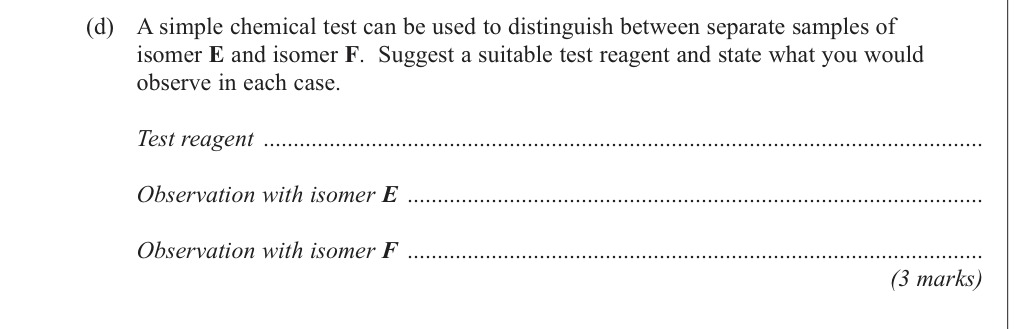 (d) A simple chemical test can be used to distinguish between separate samples of
isomer E and isomer F. Suggest a suitable test reagent and state what you would
observe in each case.
Test reagent ..............................................................................................................................
Observation with isomer E ....................................................................................................
Observation with isomer F ....................................................................................................
(3 marks)